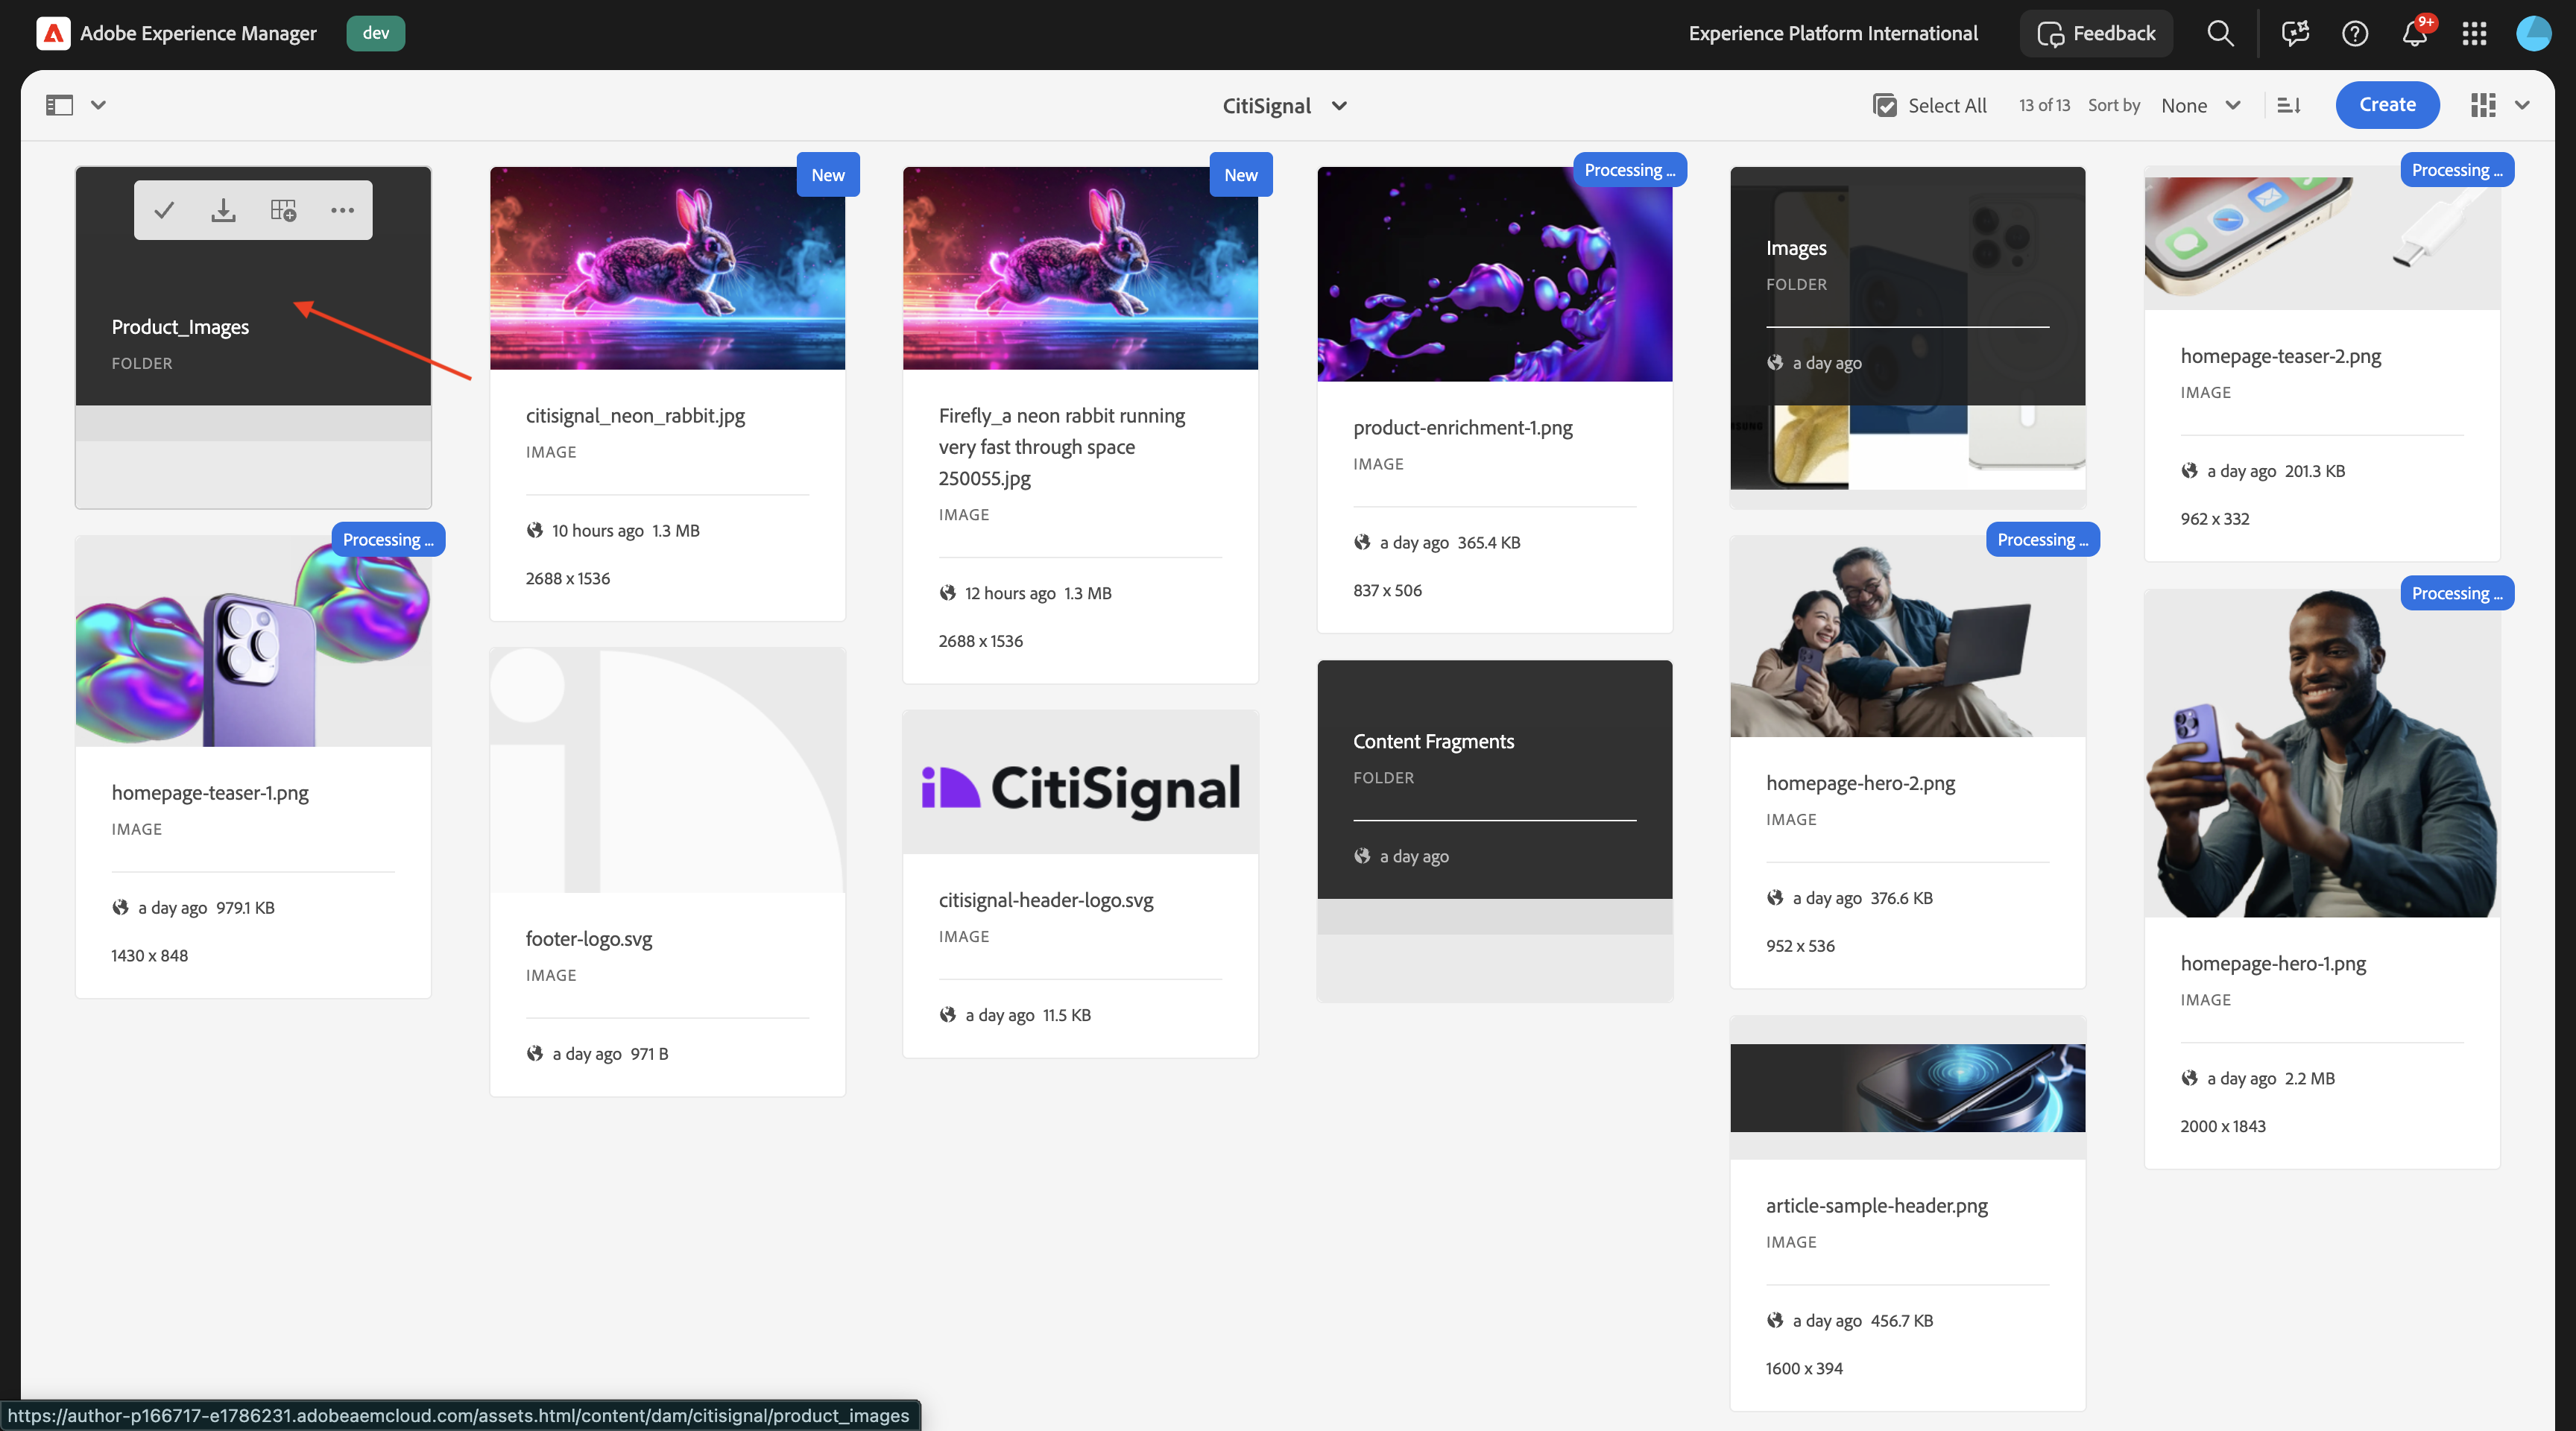 Adobe Experience Manager
dev
Experience Platform International
Feedback
9+
CitiSignal
Select All
13 of 13
Sort by
None
Create
Product_Images
FOLDER
New
citisignal_neon_rabbit.jpg
IMAGE
10 hours ago 1.3 MB
2688 x 1536
New
Firefly_a neon rabbit running
very fast through space
250055.jpg
IMAGE
12 hours ago 1.3 MB
2688 x 1536
Processing ...
product-enrichment-1.png
IMAGE
a day ago 365.4 KB
837 x 506
Images
FOLDER
a day ago
Processing ...
homepage-teaser-2.png
IMAGE
a day ago 201.3 KB
962 x 332
Processing ...
homepage-teaser-1.png
IMAGE
a day ago 979.1 KB
1430 x 848
footer-logo.svg
IMAGE
a day ago 971 B
CitiSignal
citisignal-header-logo.svg
IMAGE
a day ago 11.5 KB
Content Fragments
FOLDER
a day ago
Processing ...
homepage-hero-2.png
IMAGE
a day ago 376.6 KB
952 x 536
Processing ...
homepage-hero-1.png
IMAGE
a day ago 2.2 MB
2000 x 1843
article-sample-header.png
IMAGE
a day ago 456.7 KB
1600 x 394
https://author-p166717-e1786231.adobeaemcloud.com/assets.html/content/dam/citisignal/product_images